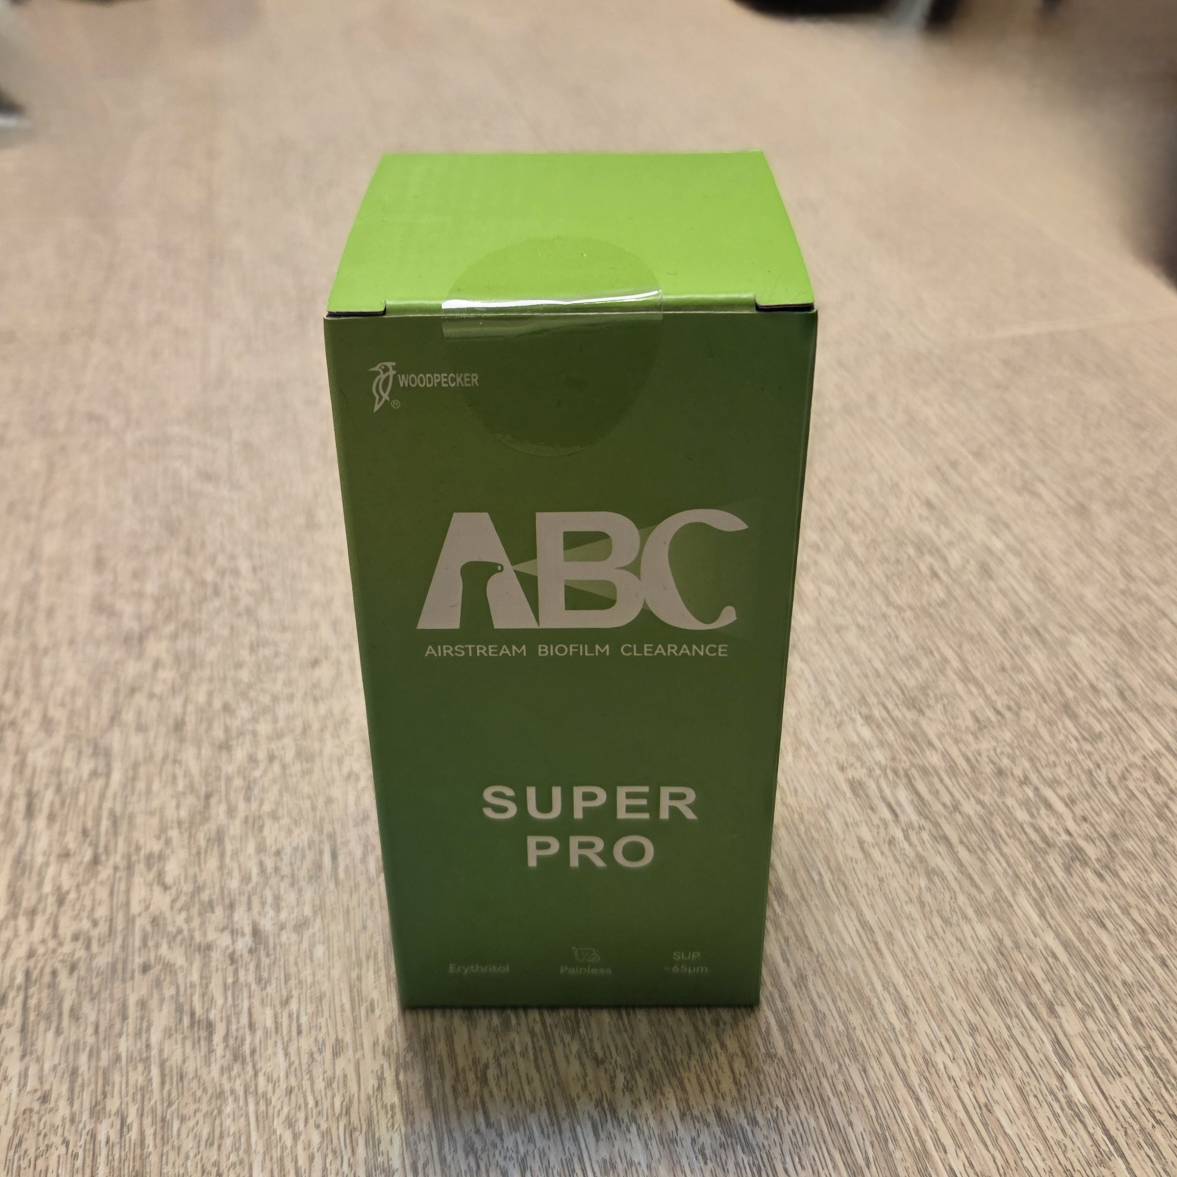 WOODPECKER
®
ABC
AIRSTREAM BIOFILM CLEARANCE
SUPER
PRO
Erythritol
Painless
SUP
~65μm